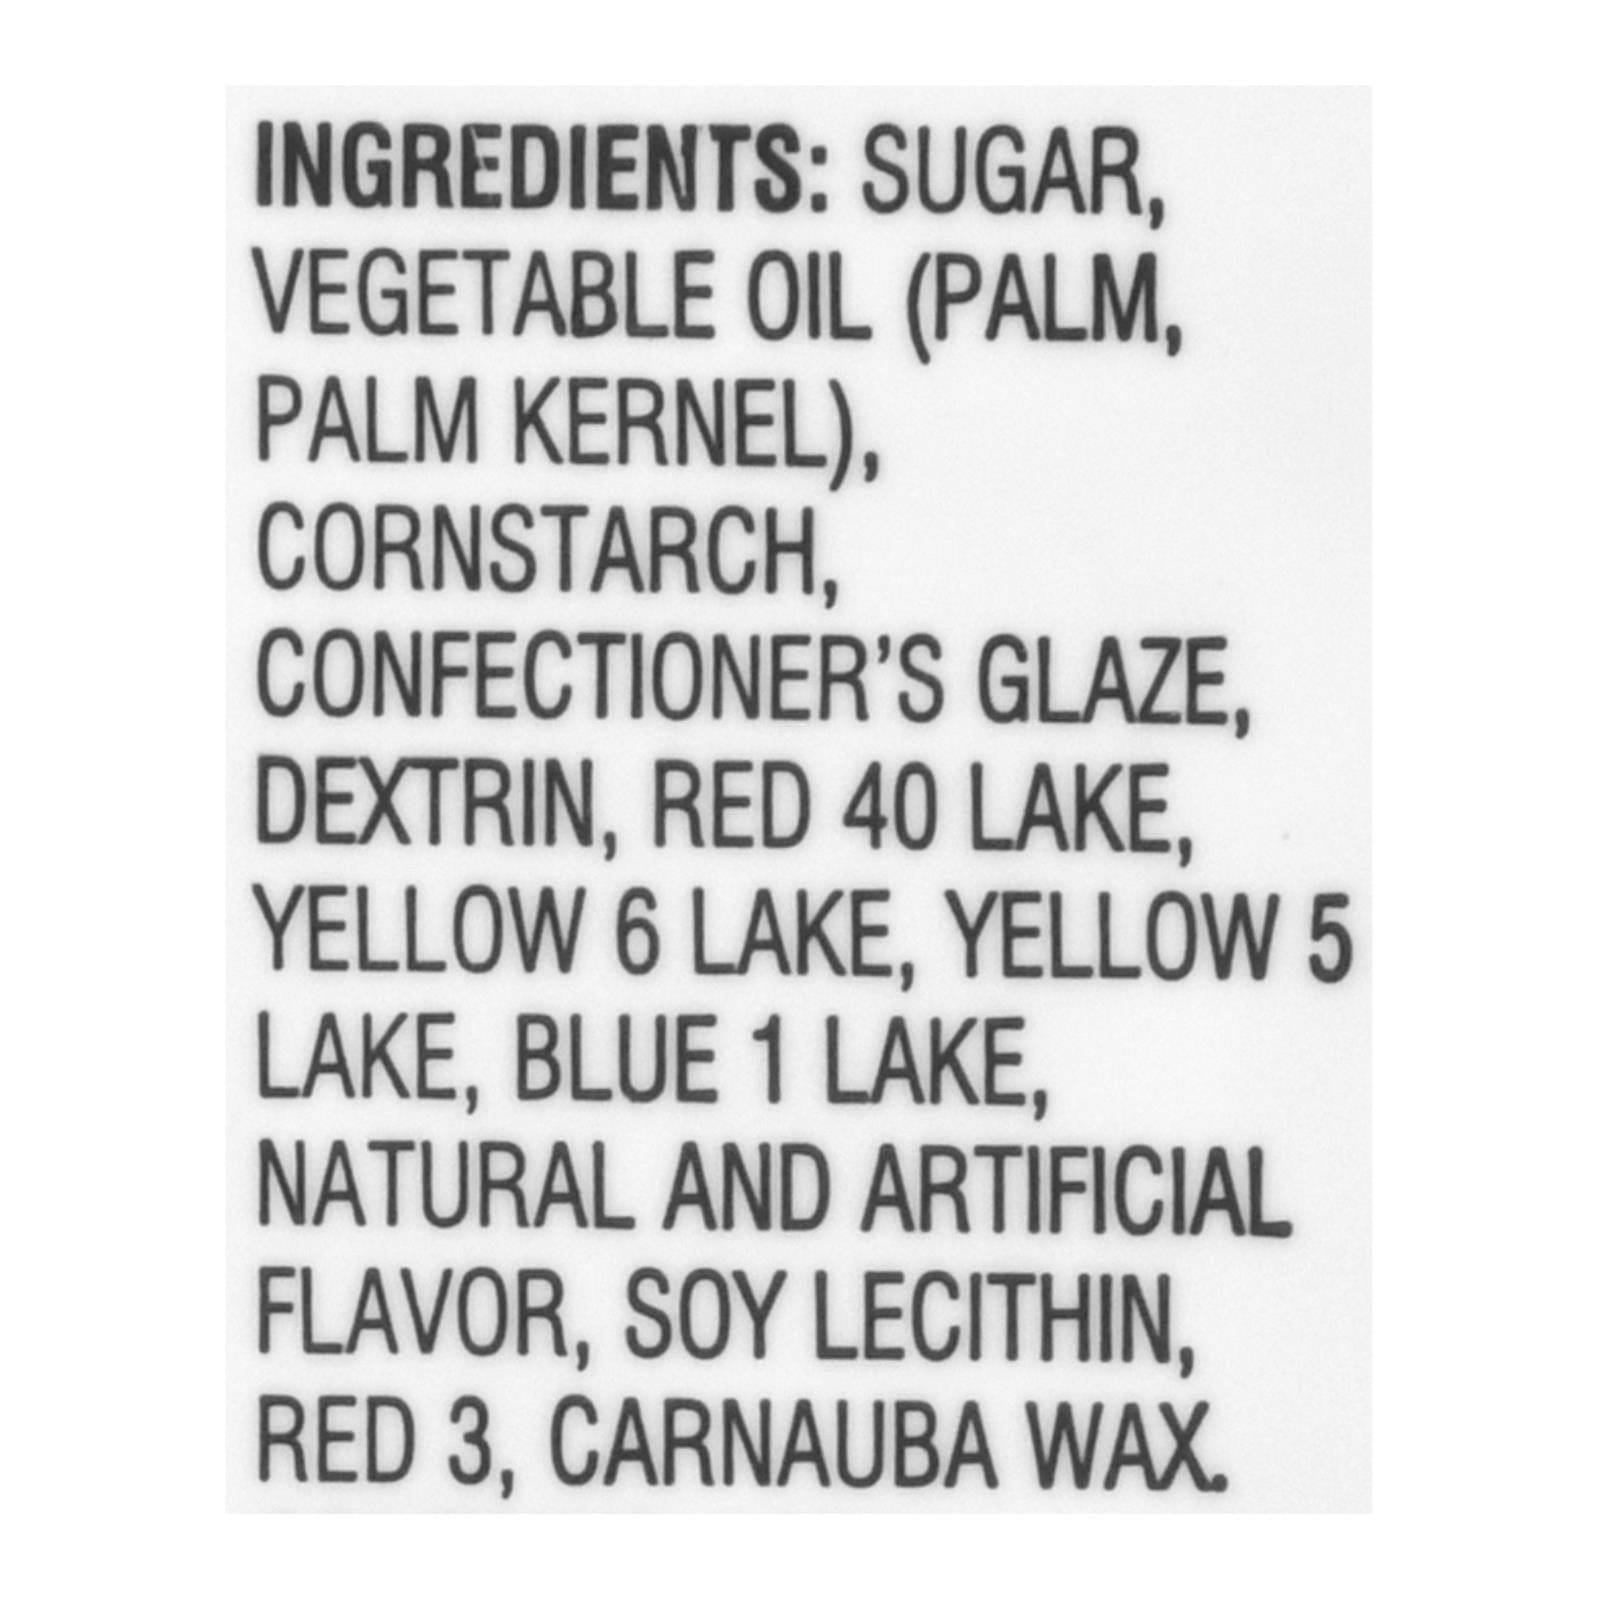 INGREDIENTS: SUGAR,
VEGETABLE OIL (PALM,
PALM KERNEL),
CORNSTARCH,
CONFECTIONER'S GLAZE,
DEXTRIN, RED 40 LAKE,
YELLOW 6 LAKE, YELLOW 5
LAKE, BLUE 1 LAKE,
NATURAL AND ARTIFICIAL
FLAVOR, SOY LECITHIN,
RED 3, CARNAUBA WAX.